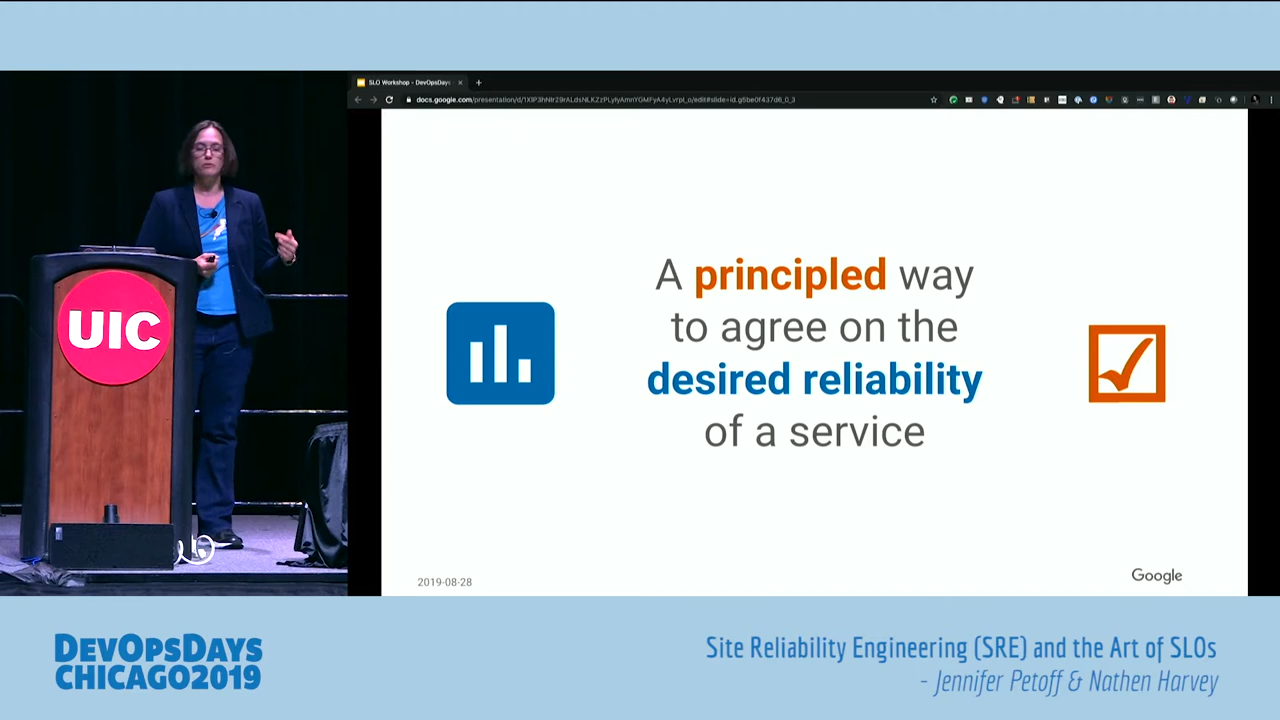 SLO Workshop - DevOpsDays
UIC
A principled way
to agree on the
desired reliability
of a service
2019-08-28
Google
DEVOPSDAYS
CHICAGO2019
Site Reliability Engineering (SRE) and the Art of SLOs
- Jennifer Petoff & Nathen Harvey